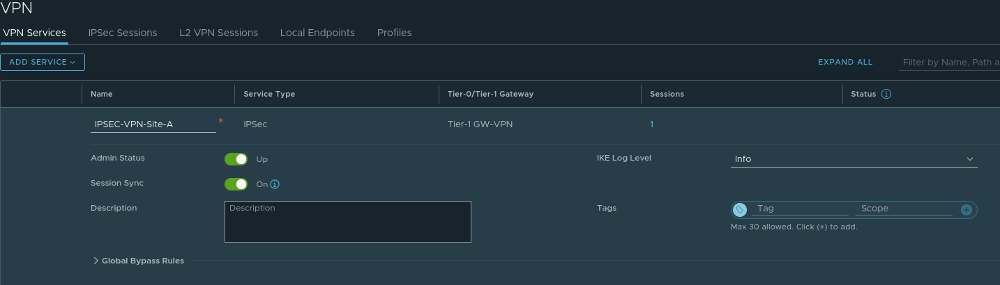 VPN
VPN Services IPSec Sessions L2 VPN Sessions Local Endpoints Profiles
ADD SERVICE EXPAND ALL Filter by Name, Path a
Name Service Type Tier-0/Tier-1 Gateway Sessions Status
IPSEC-VPN-Site-A * IPSec Tier-1 GW-VPN 1
Admin Status Up IKE Log Level Info
Session Sync On
Description Description Tags Tag Scope
Max 30 allowed. Click (+) to add.
Global Bypass Rules